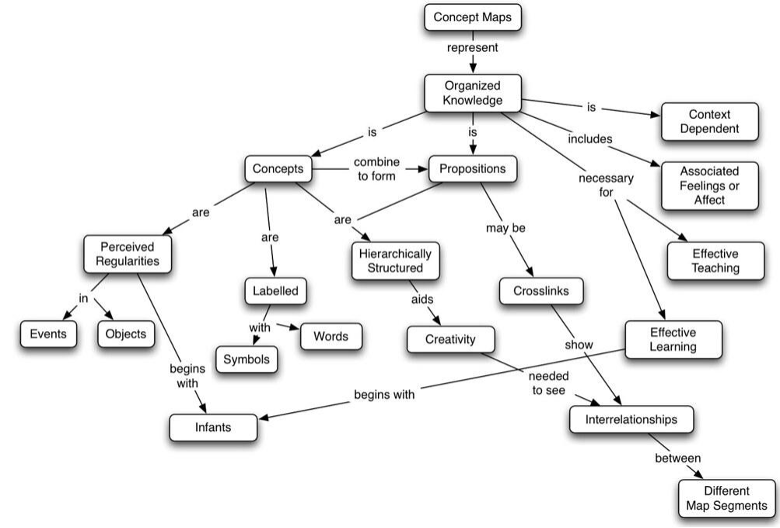 Concept Maps
represent
Organized
Knowledge
is
Context
Dependent
is
is
includes
Concepts
combine
to form
Propositions
necessary
for
Associated
Feelings or
Affect
are
are
are
may be
Perceived
Regularities
Hierarchically
Structured
Effective
Teaching
in
Labelled
aids
Crosslinks
Events
Objects
with
Words
Symbols
Creativity
show
Effective
Learning
begins
with
begins with
needed
to see
Infants
Interrelationships
between
Different
Map Segments